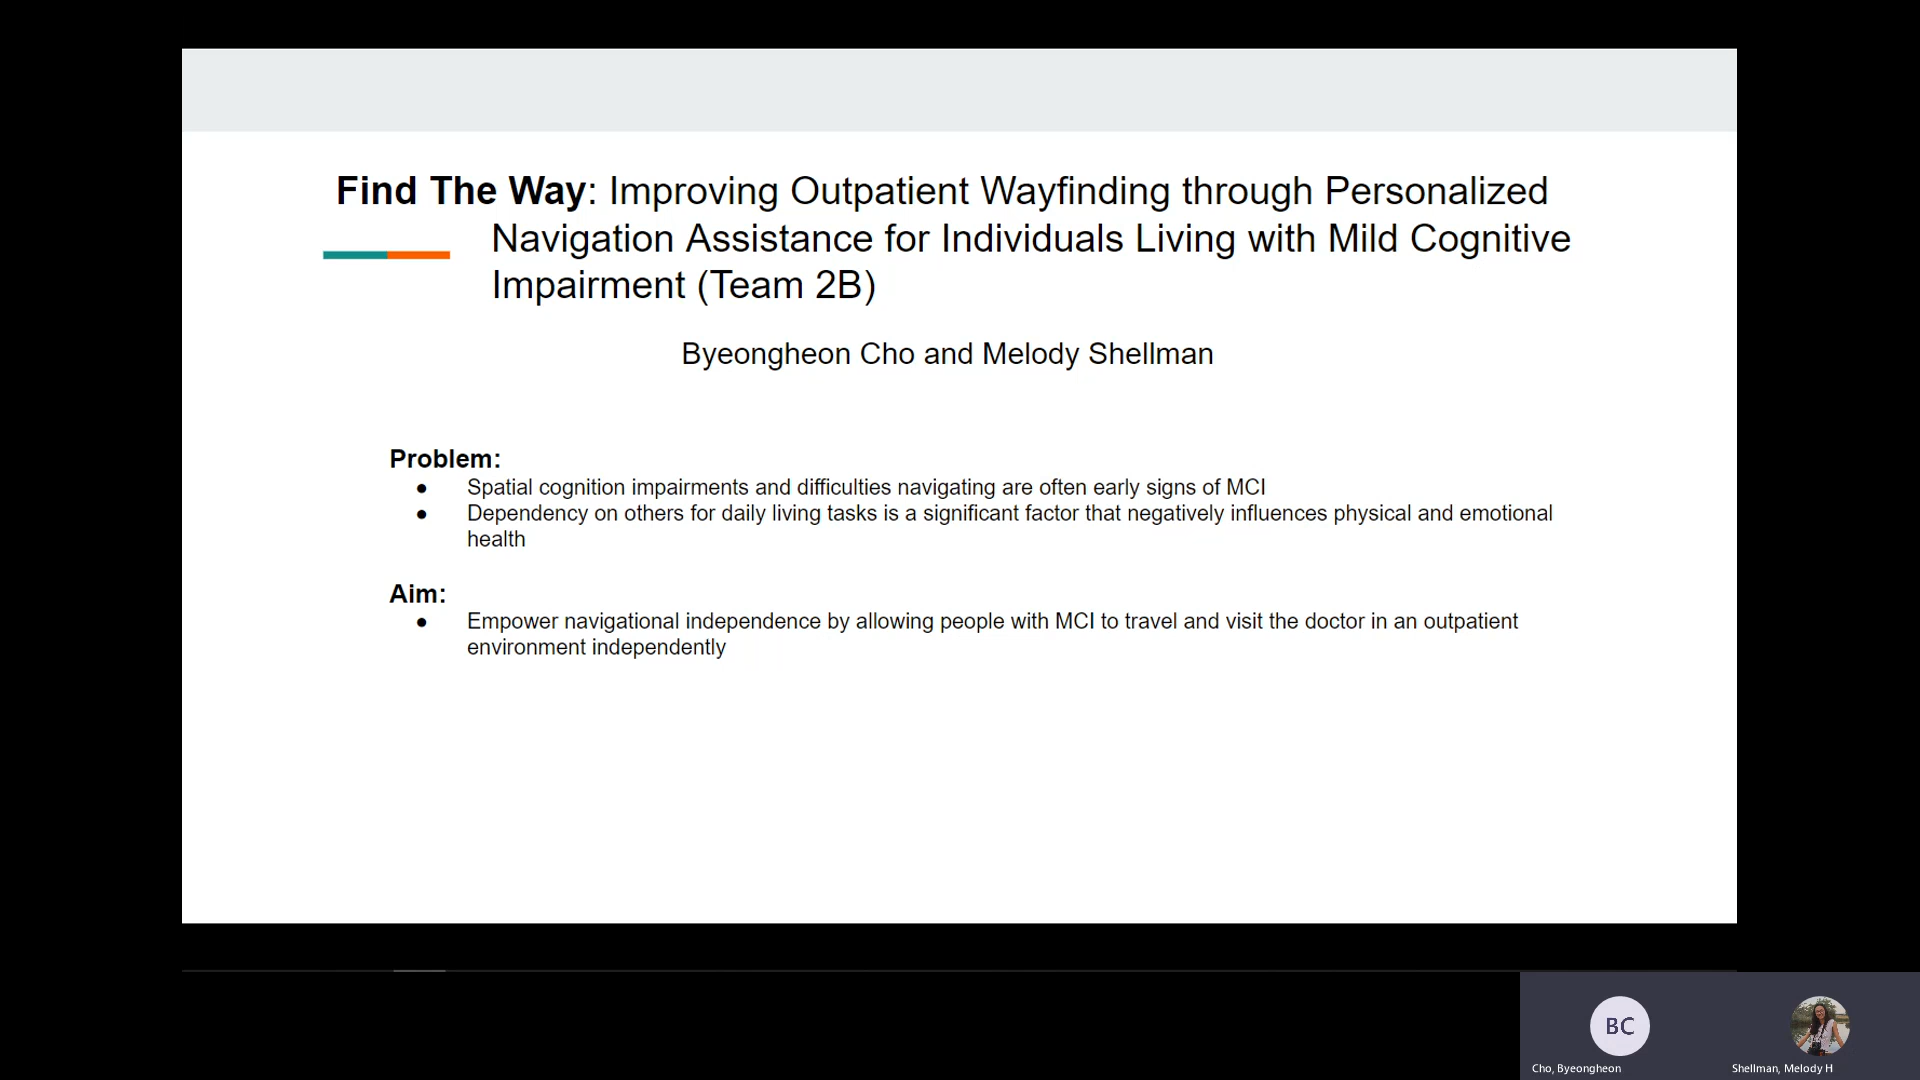 Find The Way: Improving Outpatient Wayfinding through Personalized
Navigation Assistance for Individuals Living with Mild Cognitive
Impairment (Team 2B)
Byeongheon Cho and Melody Shellman
Problem:
● Spatial cognition impairments and difficulties navigating are often early signs of MCI
● Dependency on others for daily living tasks is a significant factor that negatively influences physical and emotional
health
Aim:
● Empower navigational independence by allowing people with MCI to travel and visit the doctor in an outpatient
environment independently
BC
Cho, Byeongheon
Shellman, Melody H